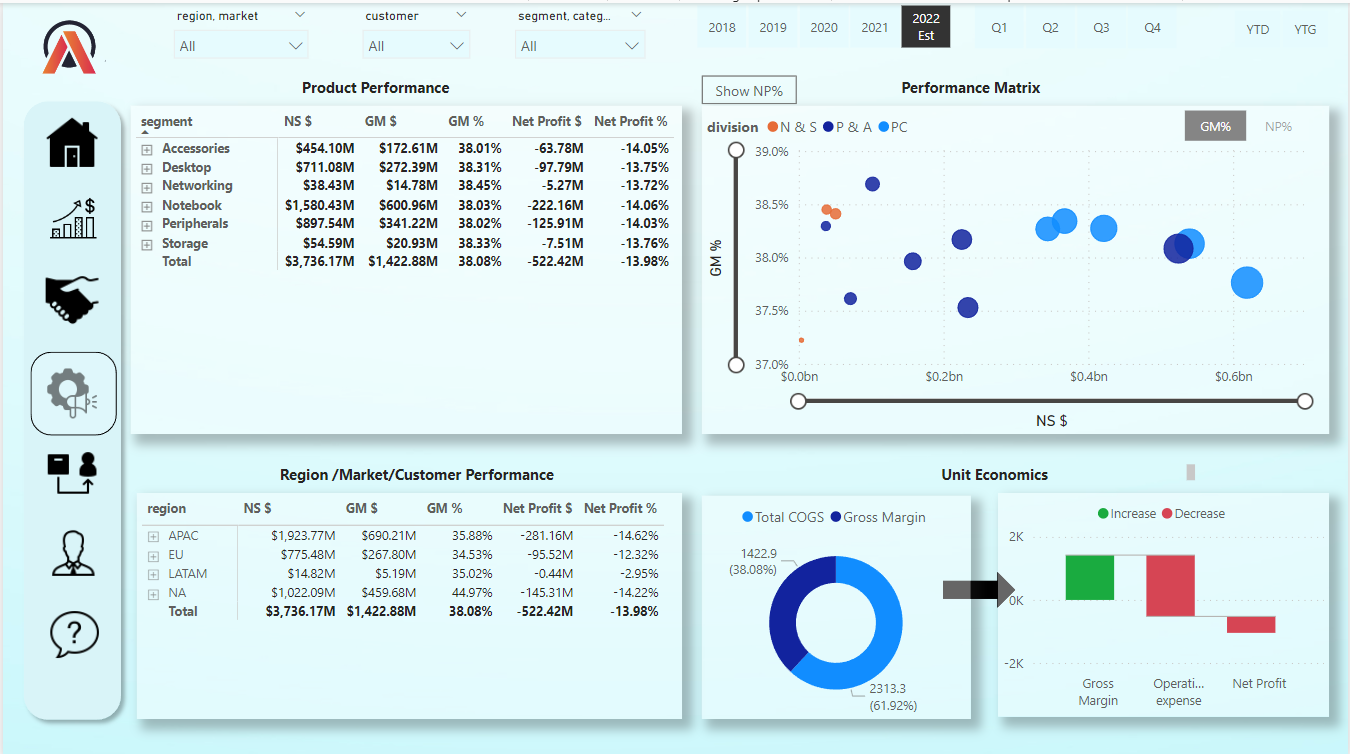 region, market
customer
segment, categ...
All
All
All
2018
2019
2020
2021
2022
Est
Q1
Q2
Q3
Q4
YTD
YTG
Product Performance
segment NS $ GM $ GM % Net Profit $ Net Profit %
Accessories $454.10M $172.61M 38.01% -63.78M -14.05%
Desktop $711.08M $272.39M 38.31% -97.79M -13.75%
Networking $38.43M $14.78M 38.45% -5.27M -13.72%
Notebook $1,580.43M $600.96M 38.03% -222.16M -14.06%
Peripherals $897.54M $341.22M 38.02% -125.91M -14.03%
Storage $54.59M $20.93M 38.33% -7.51M -13.76%
Total $3,736.17M $1,422.88M 38.08% -522.42M -13.98%
Show NP%
Performance Matrix
division N & S P & A PC
GM%
NP%
GM %
39.0%
38.5%
38.0%
37.5%
37.0%
$0.0bn $0.2bn $0.4bn $0.6bn
NS $
Region /Market/Customer Performance
region NS $ GM $ GM % Net Profit $ Net Profit %
APAC $1,923.77M $690.21M 35.88% -281.16M -14.62%
EU $775.48M $267.80M 34.53% -95.52M -12.32%
LATAM $14.82M $5.19M 35.02% -0.44M -2.95%
NA $1,022.09M $459.68M 44.97% -145.31M -14.22%
Total $3,736.17M $1,422.88M 38.08% -522.42M -13.98%
Unit Economics
Total COGS Gross Margin
1422.9
(38.08%)
2313.3
(61.92%)
Increase Decrease
2K
0K
-2K
Gross
Margin
Operati...
expense
Net Profit
?